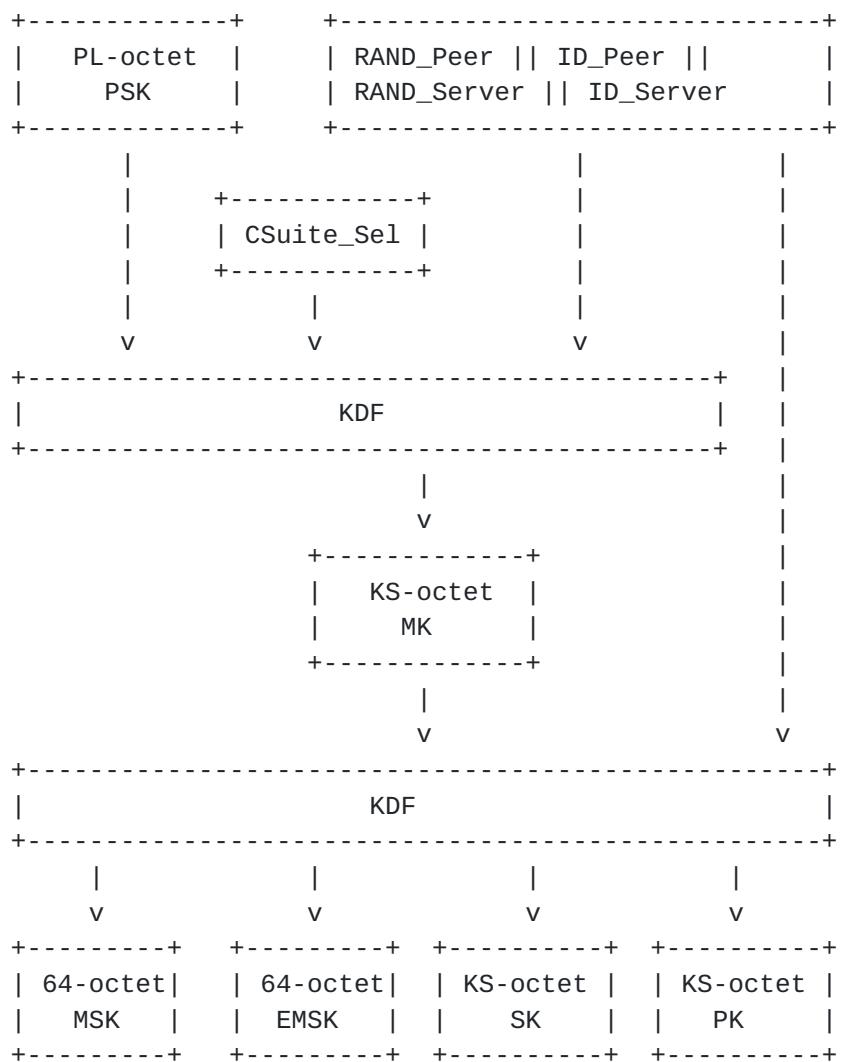 +-------------+     +-------------------------------+
|   PL-octet  |     | RAND_Peer || ID_Peer ||       |
|     PSK     |     | RAND_Server || ID_Server      |
+-------------+     +-------------------------------+
       |                            |            |
       |     +------------+         |            |
       |     | CSuite_Sel |         |            |
       |     +------------+         |            |
       |           |                |            |
       v           v                v            |
+--------------------------------------------+   |
|                    KDF                     |   |
+--------------------------------------------+   |
                          |                      |
                          v                      |
                   +-------------+               |
                   |   KS-octet  |               |
                   |     MK      |               |
                   +-------------+               |
                          |                      |
                          v                      v
+---------------------------------------------------+
|                      KDF                          |
+---------------------------------------------------+
     |             |             |            |
     v             v             v            v
+---------+   +---------+  +----------+  +----------+
| 64-octet|   | 64-octet|  | KS-octet |  | KS-octet |
|   MSK   |   |  EMSK   |  |    SK    |  |   PK     |
+---------+   +---------+  +----------+  +----------+